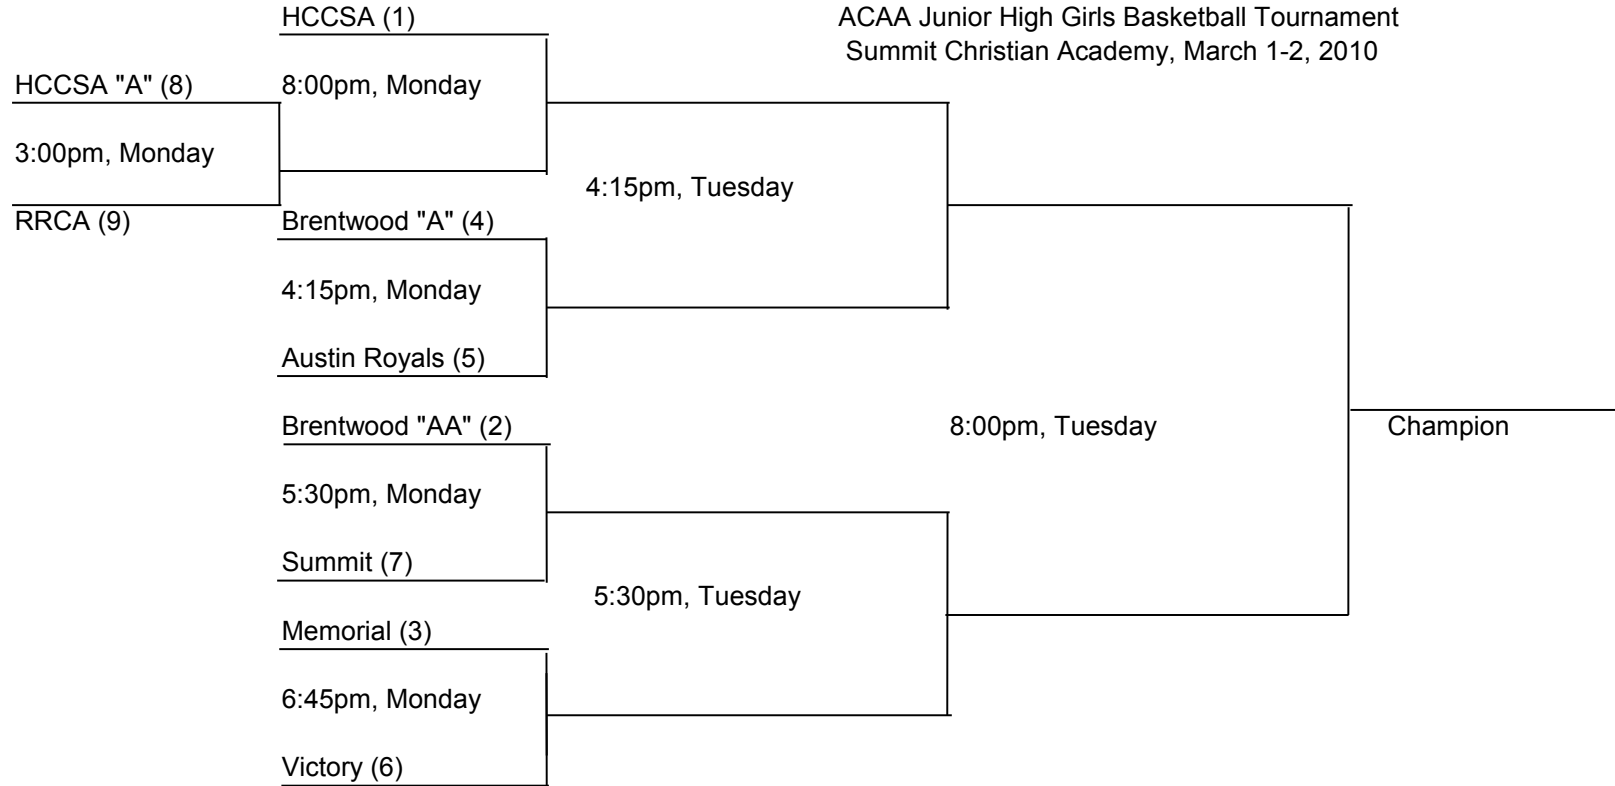 HCCSA (1)
ACAA Junior High Girls Basketball Tournament
Summit Christian Academy, March 1-2, 2010
HCCSA "A" (8)
8:00pm, Monday
3:00pm, Monday
4:15pm, Tuesday
RRCA (9)
Brentwood "A" (4)
4:15pm, Monday
Austin Royals (5)
Brentwood "AA" (2)
8:00pm, Tuesday
Champion
5:30pm, Monday
Summit (7)
5:30pm, Tuesday
Memorial (3)
6:45pm, Monday
Victory (6)